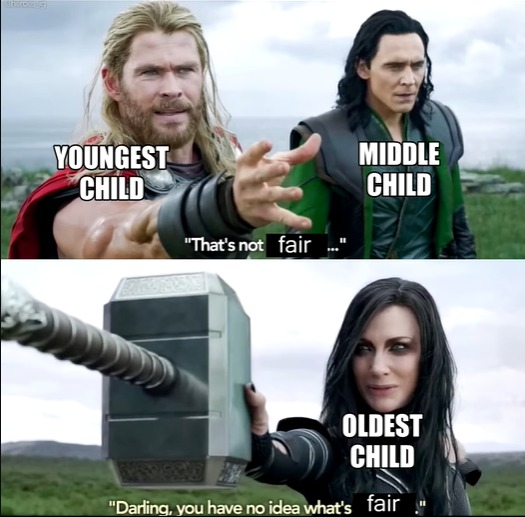 YOUNGEST
CHILD
MIDDLE
CHILD
"That's not fair ..."
OLDEST
CHILD
"Darling, you have no idea what's fair ."